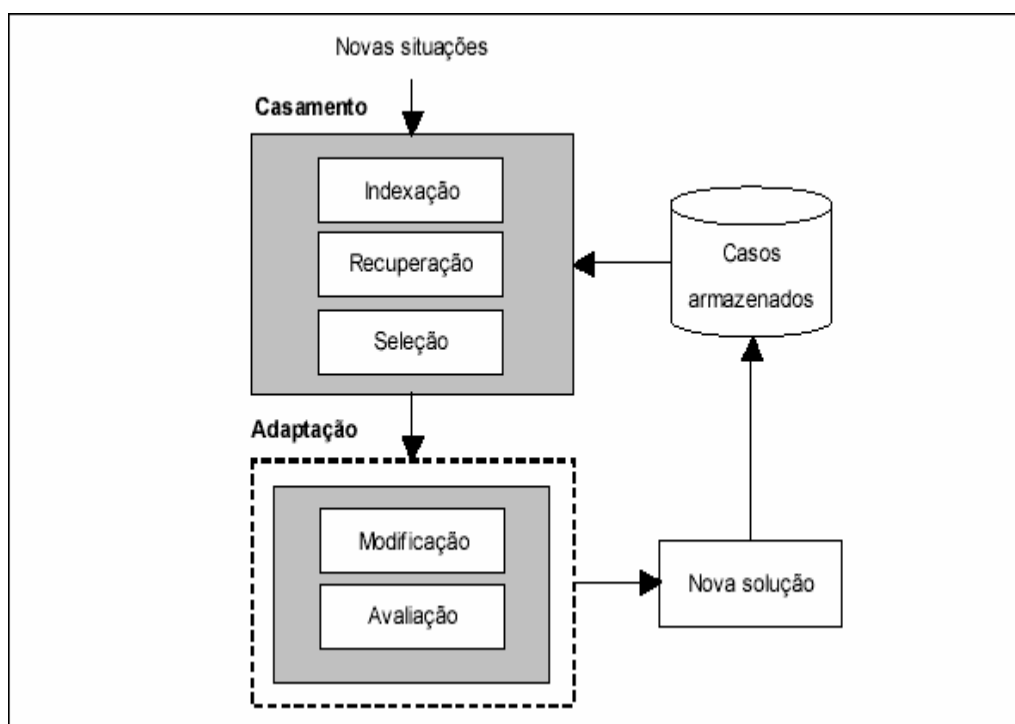 Novas situações
Casamento
Indexação
Recuperação
Seleção
Casos
armazenados
Adaptação
Modificação
Avaliação
Nova solução